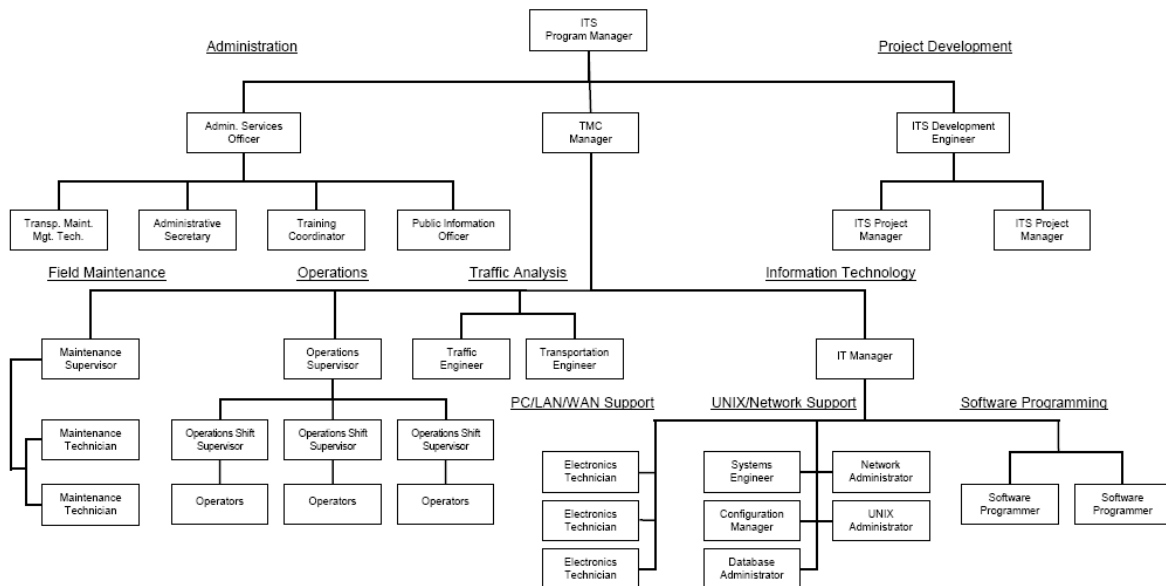 ITS
Program Manager
Administration
Project Development
Admin. Services
Officer
TMC
Manager
ITS Development
Engineer
Transp. Maint.
Mgt. Tech.
Administrative
Secretary
Training
Coordinator
Public Information
Officer
ITS Project
Manager
ITS Project
Manager
Field Maintenance
Operations
Traffic Analysis
Information Technology
Maintenance
Supervisor
Operations
Supervisor
Traffic
Engineer
Transportation
Engineer
IT Manager
PC/LAN/WAN Support
UNIX/Network Support
Software Programming
Maintenance
Technician
Operations Shift
Supervisor
Operations Shift
Supervisor
Operations Shift
Supervisor
Electronics
Technician
Systems
Engineer
Network
Administrator
Maintenance
Technician
Operators
Operators
Operators
Software
Programmer
Software
Programmer
Electronics
Technician
Configuration
Manager
UNIX
Administrator
Electronics
Technician
Database
Administrator